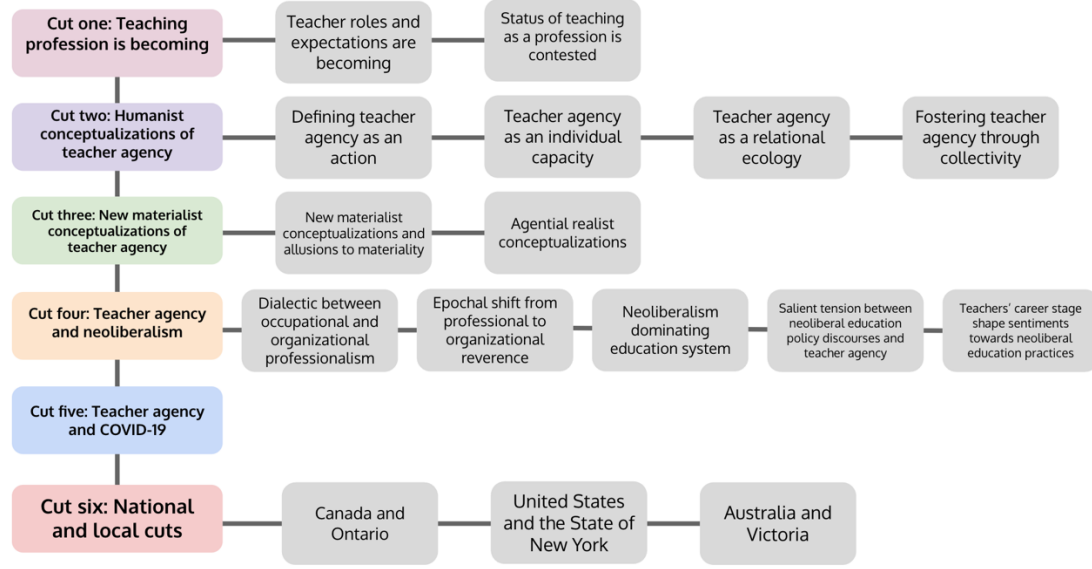 Cut one: Teaching
profession is becoming
Teacher roles and
expectations are
becoming
Status of teaching
as a profession is
contested
Cut two: Humanist
conceptualizations of
teacher agency
Defining teacher
agency as an
action
Teacher agency
as an individual
capacity
Teacher agency
as a relational
ecology
Fostering teacher
agency through
collectivity
Cut three: New materialist
conceptualizations of
teacher agency
New materialist
conceptualizations and
allusions to materiality
Agential realist
conceptualizations
Cut four: Teacher agency
and neoliberalism
Dialectic between
occupational and
organizational
professionalism
Epochal shift from
professional to
organizational
reverence
Neoliberalism
dominating
education system
Salient tension between
neoliberal education
policy discourses and
teacher agency
Teachers’ career stage
shape sentiments
towards neoliberal
education practices
Cut five: Teacher agency
and COVID-19
Cut six: National
and local cuts
Canada and
Ontario
United States
and the State of
New York
Australia and
Victoria